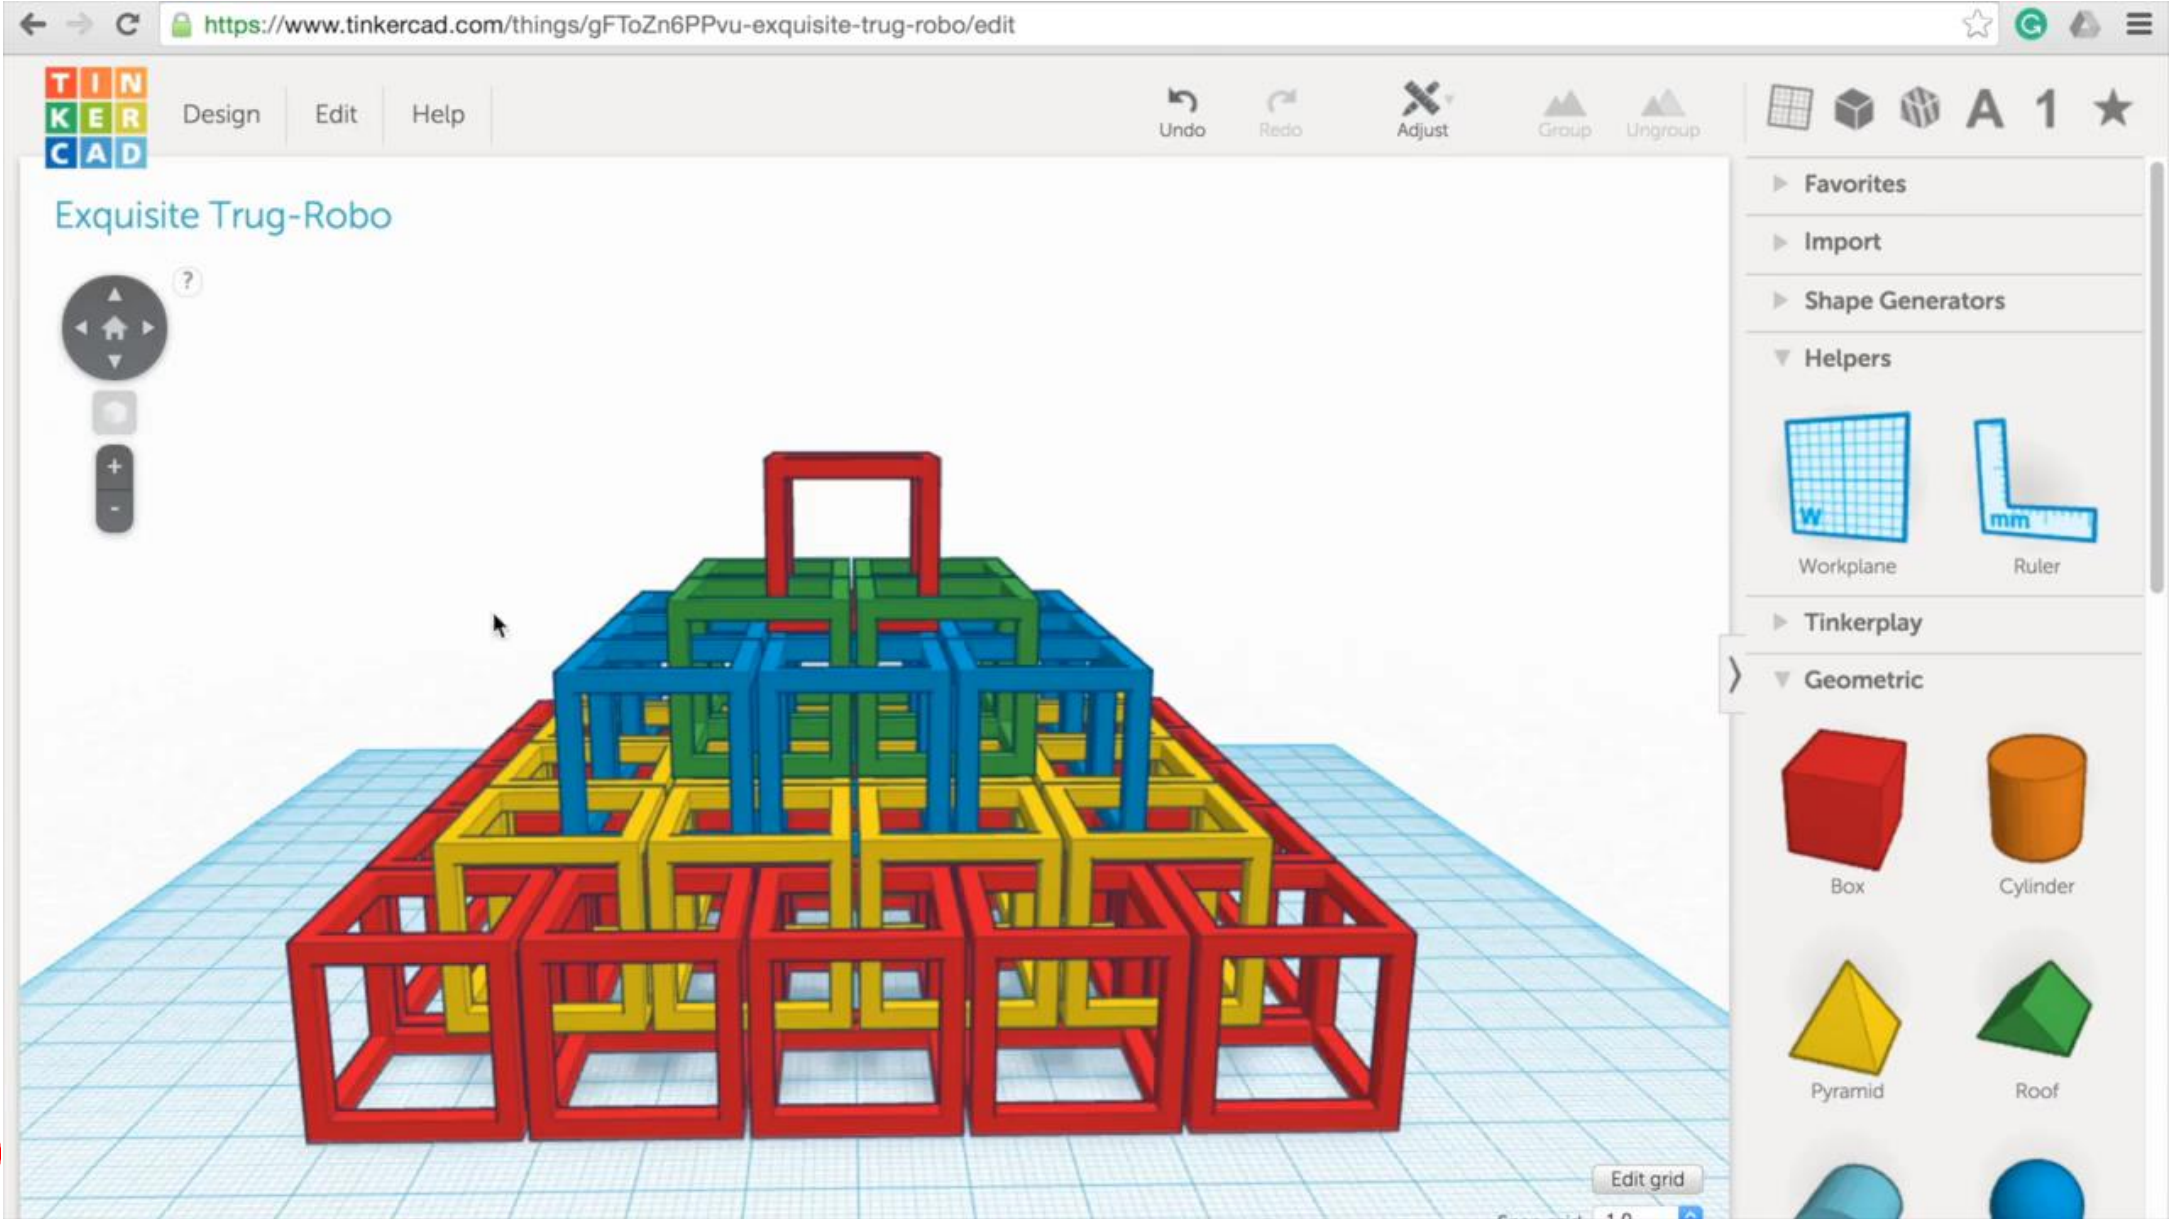 https://www.tinkercad.com/things/gFToZn6PPvu-exquisite-trug-robo/edit
TIN
KER
CAD
Design
Edit
Help
Undo
Redo
Adjust
Group
Ungroup
A
1
Exquisite Trug-Robo
?
+
-
Favorites
Import
Shape Generators
Helpers
W
mm
Workplane
Ruler
Tinkerplay
Geometric
Box
Cylinder
Pyramid
Roof
Edit grid